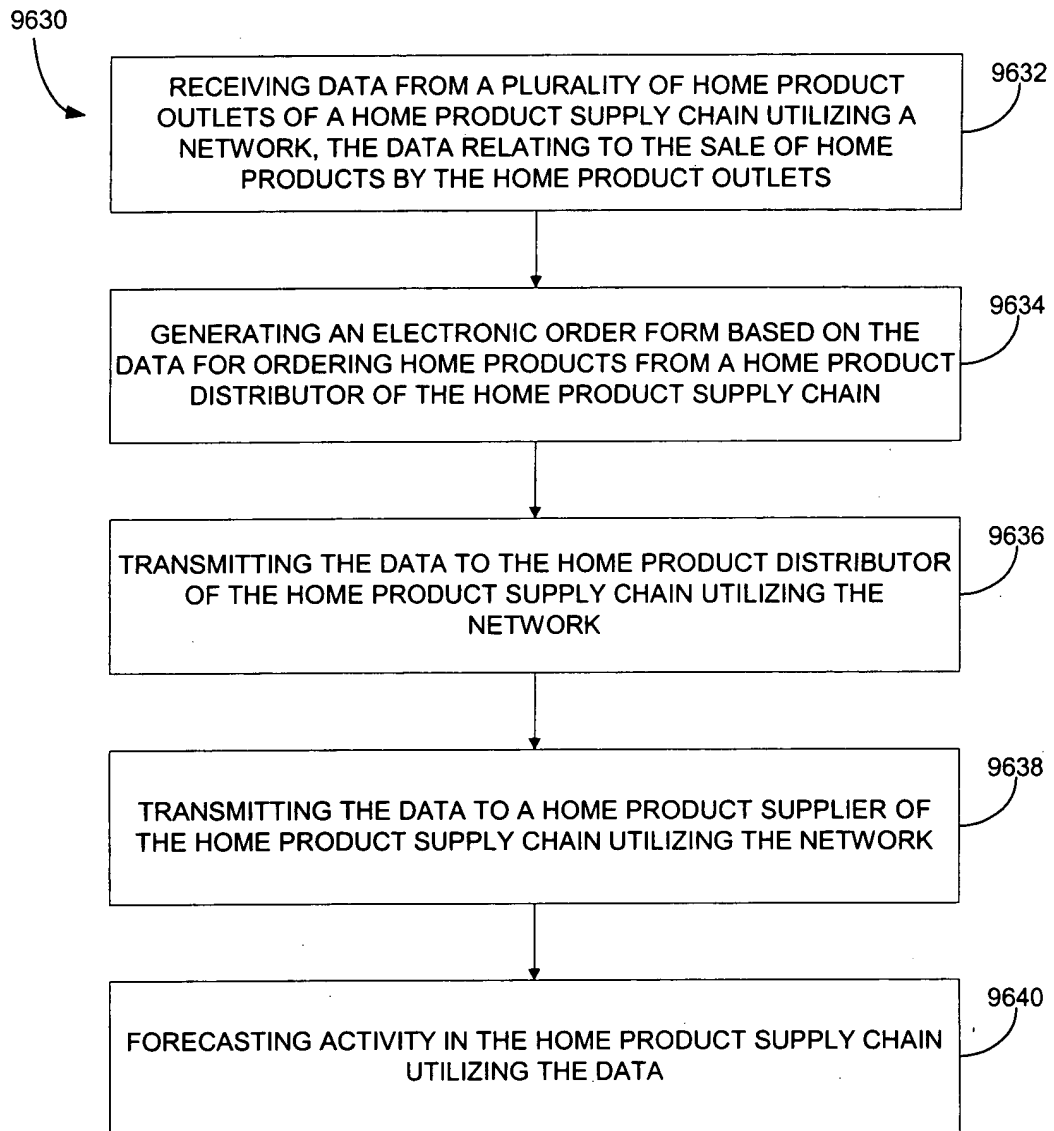 9630
RECEIVING DATA FROM A PLURALITY OF HOME PRODUCT
OUTLETS OF A HOME PRODUCT SUPPLY CHAIN UTILIZING A
NETWORK, THE DATA RELATING TO THE SALE OF HOME
PRODUCTS BY THE HOME PRODUCT OUTLETS
9632
GENERATING AN ELECTRONIC ORDER FORM BASED ON THE
DATA FOR ORDERING HOME PRODUCTS FROM A HOME PRODUCT
DISTRIBUTOR OF THE HOME PRODUCT SUPPLY CHAIN
9634
TRANSMITTING THE DATA TO THE HOME PRODUCT DISTRIBUTOR
OF THE HOME PRODUCT SUPPLY CHAIN UTILIZING THE
NETWORK
9636
TRANSMITTING THE DATA TO A HOME PRODUCT SUPPLIER OF
THE HOME PRODUCT SUPPLY CHAIN UTILIZING THE NETWORK
9638
FORECASTING ACTIVITY IN THE HOME PRODUCT SUPPLY CHAIN
UTILIZING THE DATA
9640